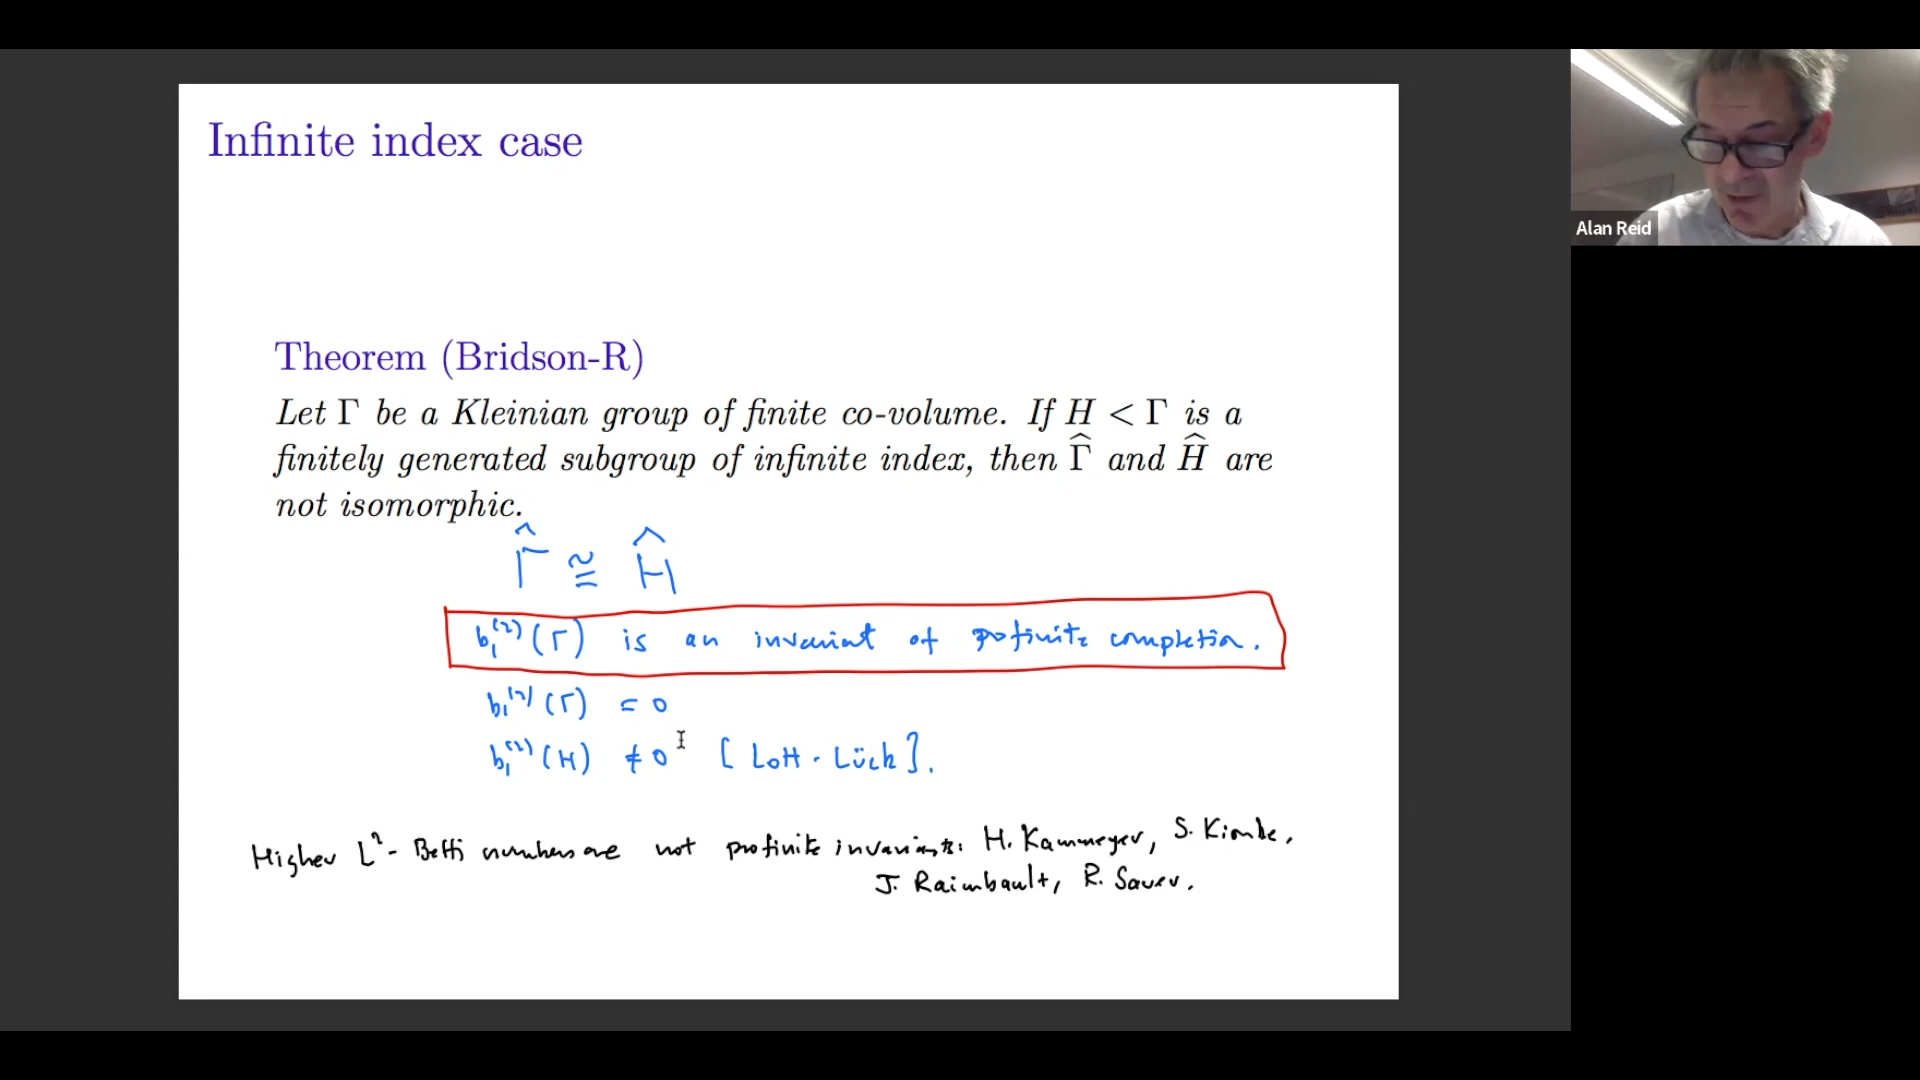 Infinite index case
Theorem (Bridson-R)
Let Γ be a Kleinian group of finite co-volume. If H < Γ is a
finitely generated subgroup of infinite index, then Γ̂ and Ĥ are
not isomorphic.
Γ̂ ≅ Ĥ
b₁⁽²⁾(Γ) is an invariant of profinite completion.
b₁⁽²⁾(Γ) = 0
b₁⁽²⁾(H) ≠ 0 [Lott - Lück].
Higher L²- Betti numbers are not profinite invariants: H. Kammeyer, S. Kionke,
J. Raimbault, R. Sauer.
Alan Reid